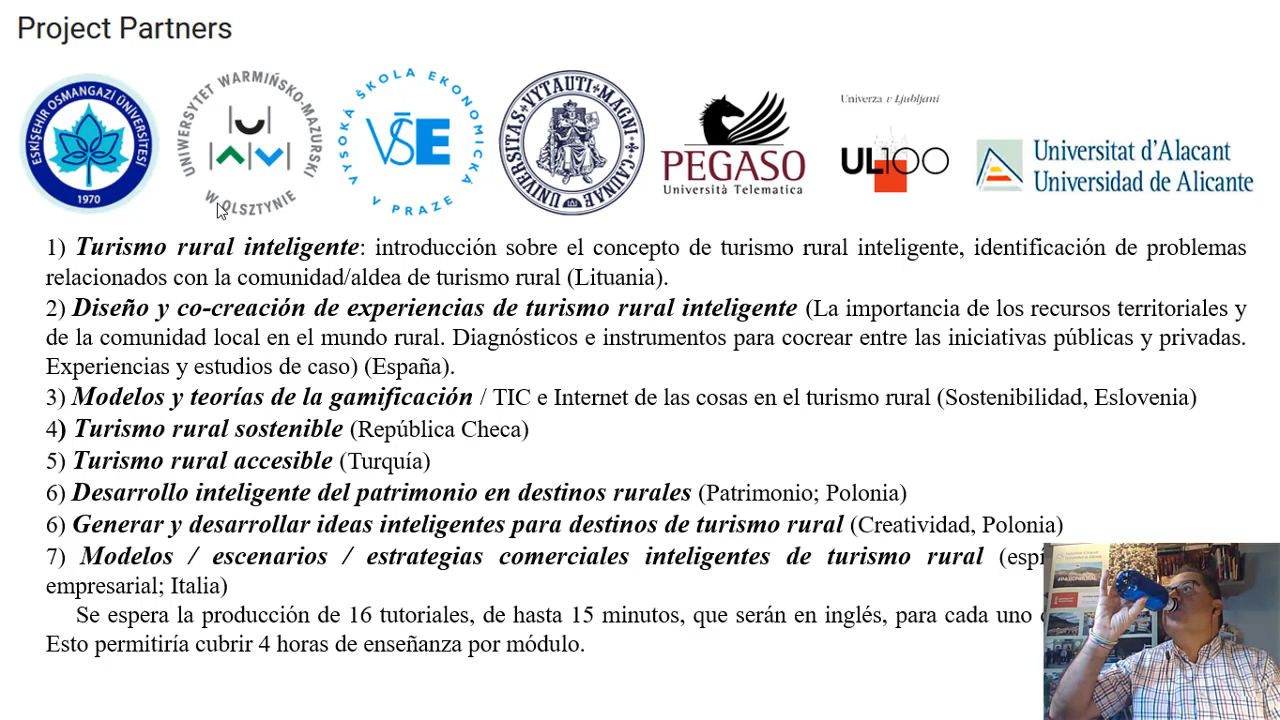 Project Partners
ESKİŞEHİR OSMANGAZİ ÜNİVERSİTESİ
1970
UNIWERSYTET WARMIŃSKO-MAZURSKI
W OLSZTYNIE
VYSOKÁ ŠKOLA EKONOMICKÁ
V PRAZE
VŠE
UNIVERSITAS VYTAUTI MAGNI KAUNAE
PEGASO
Università Telematica
Univerza v Ljubljani
UL100
Universitat d'Alacant
Universidad de Alicante
1) Turismo rural inteligente: introducción sobre el concepto de turismo rural inteligente, identificación de problemas
relacionados con la comunidad/aldea de turismo rural (Lituania).
2) Diseño y co-creación de experiencias de turismo rural inteligente (La importancia de los recursos territoriales y
de la comunidad local en el mundo rural. Diagnósticos e instrumentos para cocrear entre las iniciativas públicas y privadas.
Experiencias y estudios de caso) (España).
3) Modelos y teorías de la gamificación / TIC e Internet de las cosas en el turismo rural (Sostenibilidad, Eslovenia)
4) Turismo rural sostenible (República Checa)
5) Turismo rural accesible (Turquía)
6) Desarrollo inteligente del patrimonio en destinos rurales (Patrimonio; Polonia)
6) Generar y desarrollar ideas inteligentes para destinos de turismo rural (Creatividad, Polonia)
7) Modelos / escenarios / estrategias comerciales inteligentes de turismo rural (espí
empresarial; Italia)
Se espera la producción de 16 tutoriales, de hasta 15 minutos, que serán en inglés, para cada uno
Esto permitiría cubrir 4 horas de enseñanza por módulo.